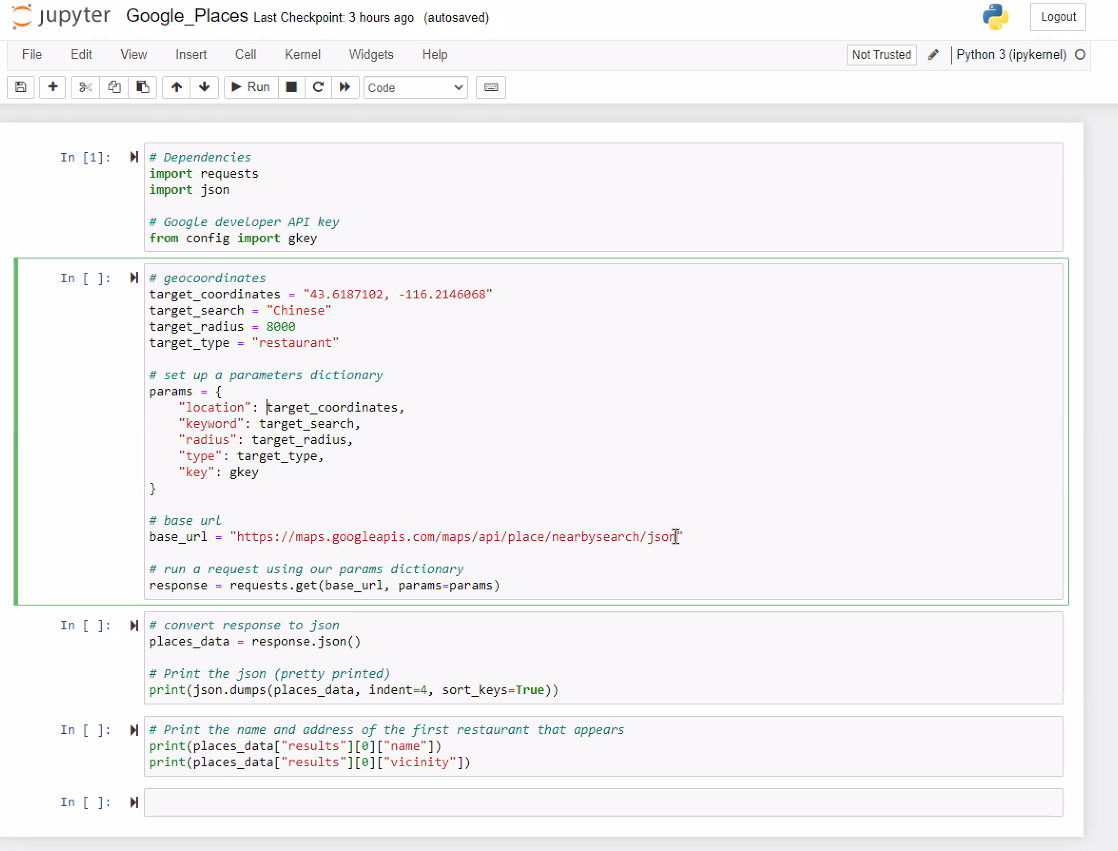 jupyter Google_Places Last Checkpoint: 3 hours ago (autosaved) Logout
File Edit View Insert Cell Kernel Widgets Help Not Trusted Python 3 (ipykernel)
Run Code
In [1]: # Dependencies
import requests
import json
# Google developer API key
from config import gkey
In [ ]: # geocoordinates
target_coordinates = "43.6187102, -116.2146068"
target_search = "Chinese"
target_radius = 8000
target_type = "restaurant"
# set up a parameters dictionary
params = {
"location": target_coordinates,
"keyword": target_search,
"radius": target_radius,
"type": target_type,
"key": gkey
}
# base url
base_url = "https://maps.googleapis.com/maps/api/place/nearbysearch/json"
# run a request using our params dictionary
response = requests.get(base_url, params=params)
In [ ]: # convert response to json
places_data = response.json()
# Print the json (pretty printed)
print(json.dumps(places_data, indent=4, sort_keys=True))
In [ ]: # Print the name and address of the first restaurant that appears
print(places_data["results"][0]["name"])
print(places_data["results"][0]["vicinity"])
In [ ]: